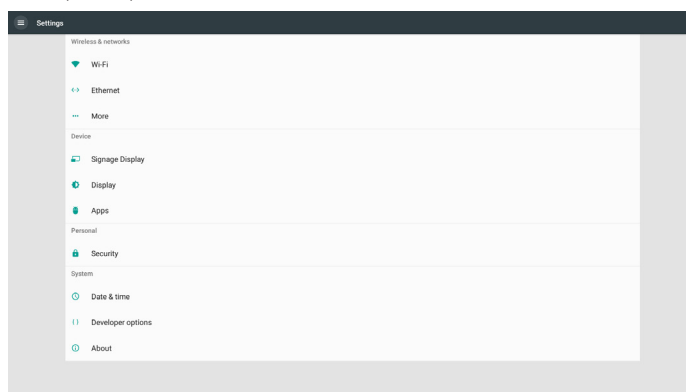 Settings
Wireless & networks
Wi-Fi
Ethernet
More
Device
Signage Display
Display
Apps
Personal
Security
System
Date & time
Developer options
About